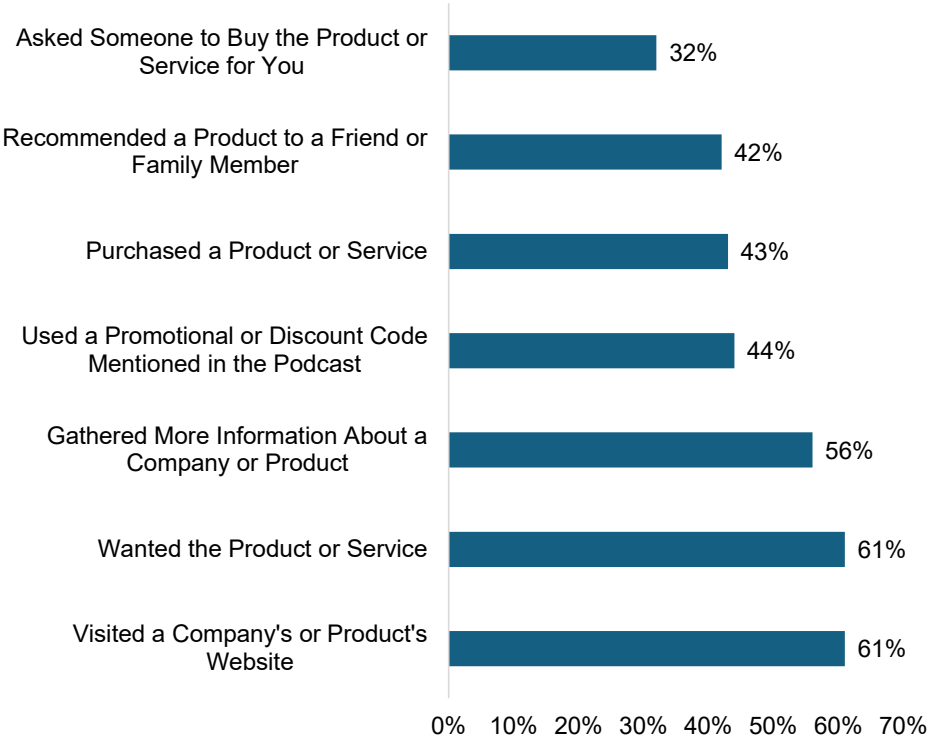 Asked Someone to Buy the Product or
Service for You
32%
Recommended a Product to a Friend or
Family Member
42%
Purchased a Product or Service
43%
Used a Promotional or Discount Code
Mentioned in the Podcast
44%
Gathered More Information About a
Company or Product
56%
Wanted the Product or Service
61%
Visited a Company's or Product's
Website
61%
0% 10% 20% 30% 40% 50% 60% 70%